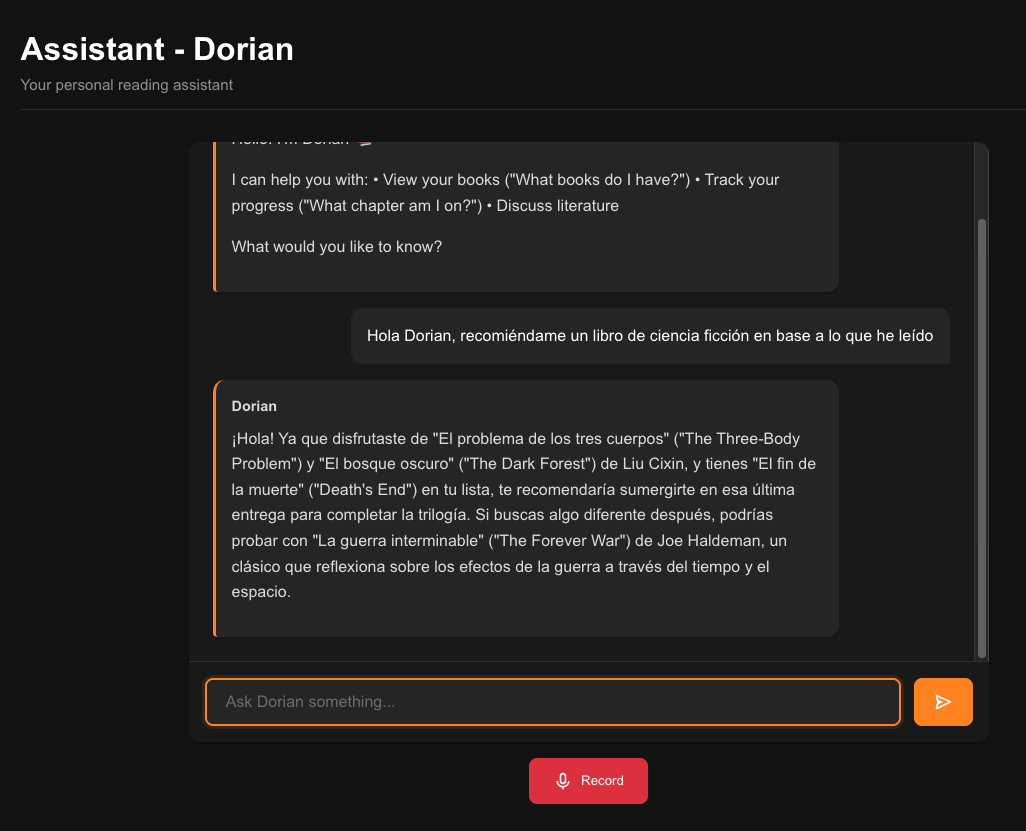 Assistant - Dorian
Your personal reading assistant
Hello! I'm Dorian
I can help you with: • View your books ("What books do I have?") • Track your
progress ("What chapter am I on?") • Discuss literature
What would you like to know?
Hola Dorian, recomiéndame un libro de ciencia ficción en base a lo que he leído
Dorian
¡Hola! Ya que disfrutaste de "El problema de los tres cuerpos" ("The Three-Body
Problem") y "El bosque oscuro" ("The Dark Forest") de Liu Cixin, y tienes "El fin de
la muerte" ("Death's End") en tu lista, te recomendaría sumergirte en esa última
entrega para completar la trilogía. Si buscas algo diferente después, podrías
probar con "La guerra interminable" ("The Forever War") de Joe Haldeman, un
clásico que reflexiona sobre los efectos de la guerra a través del tiempo y el
espacio.
Ask Dorian something...
Record